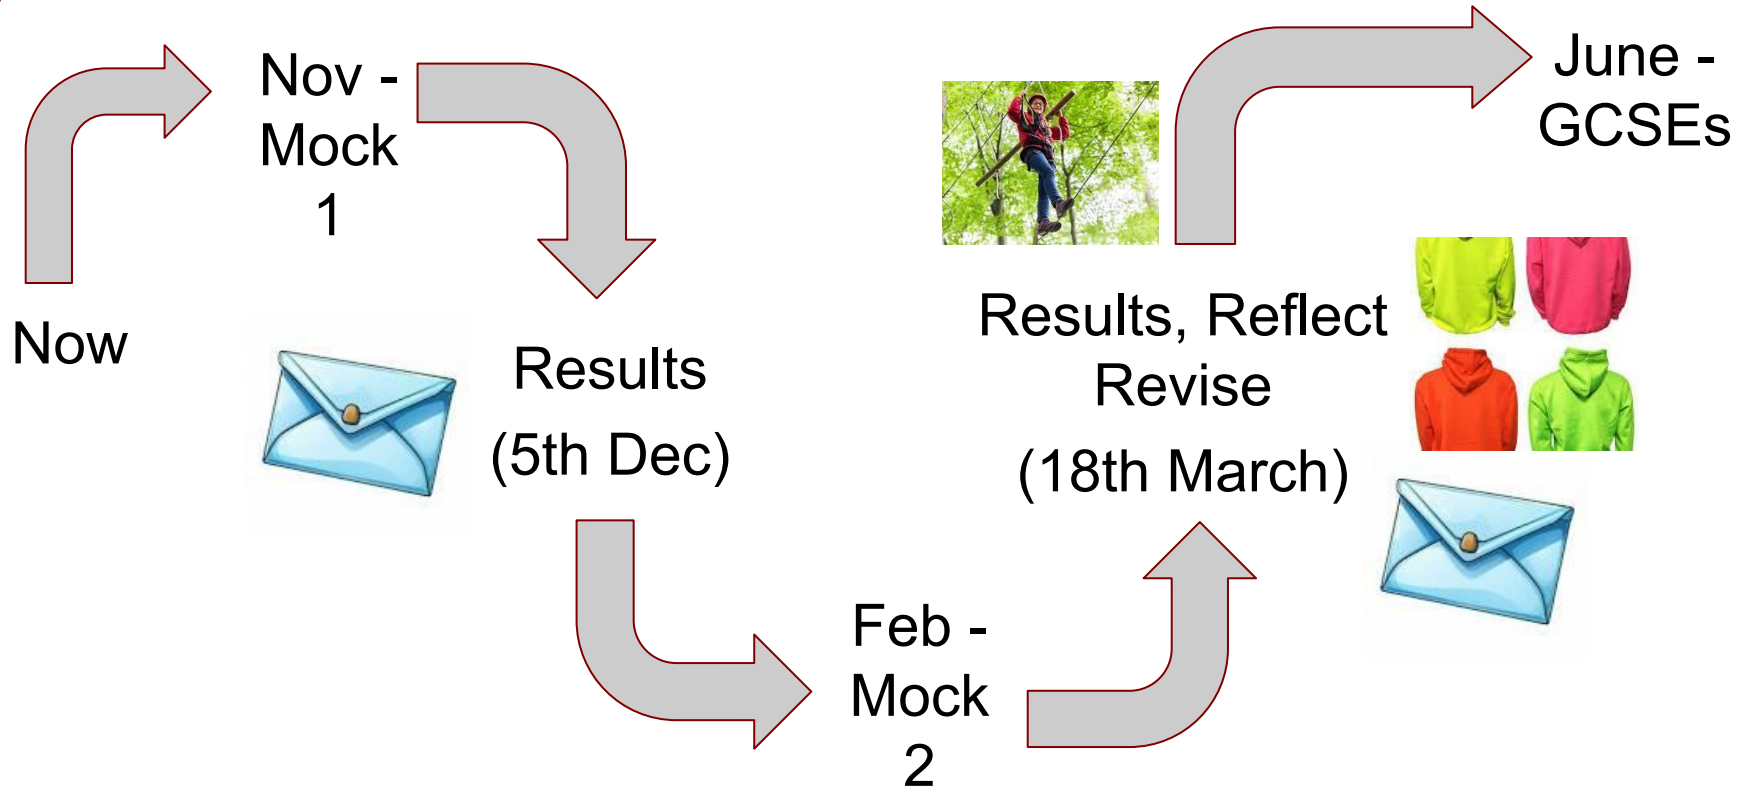 Now
Nov -
Mock
1
Results
(5th Dec)
Feb -
Mock
2
Results, Reflect
Revise
(18th March)
June -
GCSEs